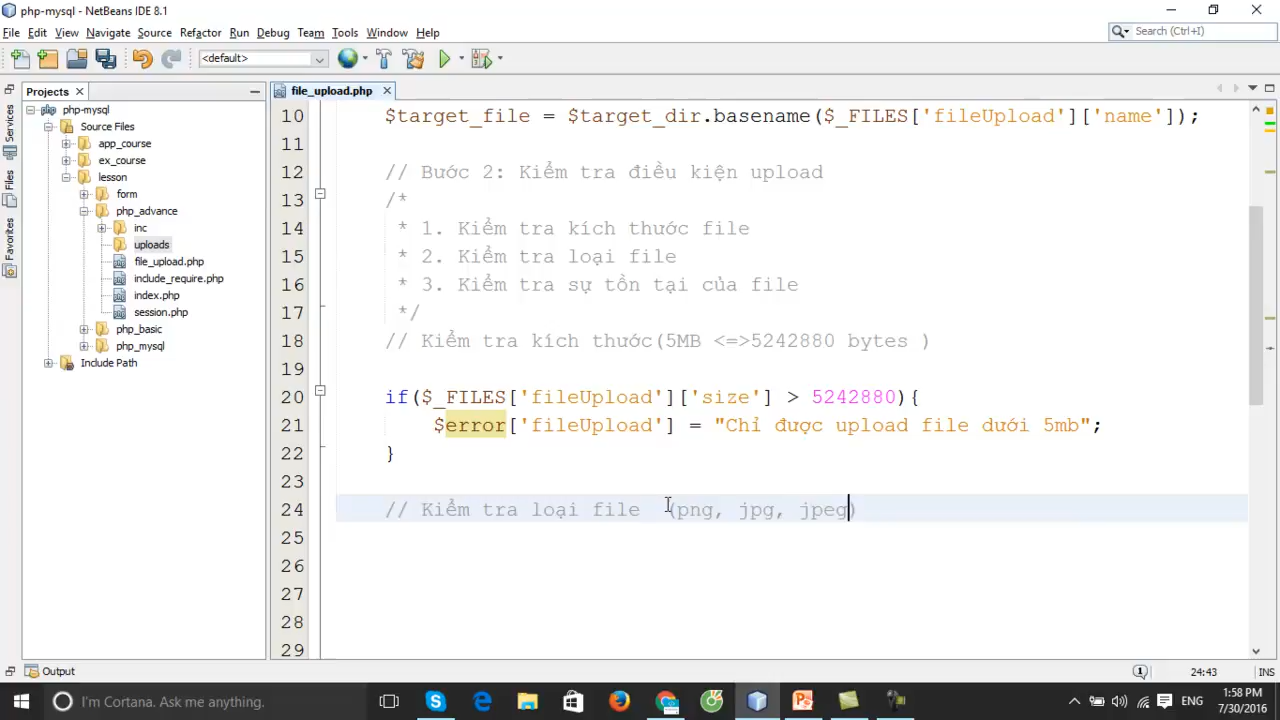 php-mysql - NetBeans IDE 8.1
File Edit View Navigate Source Refactor Run Debug Team Tools Window Help
Search (Ctrl+I)
<default>
Projects
file_upload.php
Services
Files
Favorites
php-mysql
Source Files
app_course
ex_course
lesson
form
php_advance
inc
uploads
file_upload.php
include_require.php
index.php
session.php
php_basic
php_mysql
Include Path
10 $target_file = $target_dir.basename($_FILES['fileUpload']['name']);
11
12 // Bước 2: Kiểm tra điều kiện upload
13 /*
14 * 1. Kiểm tra kích thước file
15 * 2. Kiểm tra loại file
16 * 3. Kiểm tra sự tồn tại của file
17 */
18 // Kiểm tra kích thước(5MB <=>5242880 bytes )
19
20 if($_FILES['fileUpload']['size'] > 5242880){
21 $error['fileUpload'] = "Chỉ được upload file dưới 5mb";
22 }
23
24 // Kiểm tra loại file (png, jpg, jpeg)
25
26
27
28
29
Output
1
24:43
INS
I'm Cortana. Ask me anything.
ENG
1:58 PM
7/30/2016